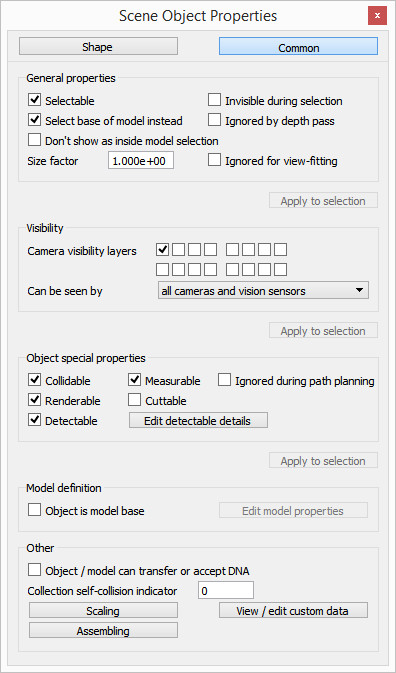 Scene Object Properties
x
Shape Common
General properties
Selectable Invisible during selection
Select base of model instead Ignored by depth pass
Don't show as inside model selection
Size factor 1.000e+00 Ignored for view-fitting
Apply to selection
Visibility
Camera visibility layers
Can be seen by all cameras and vision sensors
Apply to selection
Object special properties
Collidable Measurable Ignored during path planning
Renderable Cuttable
Detectable Edit detectable details
Apply to selection
Model definition
Object is model base Edit model properties
Other
Object / model can transfer or accept DNA
Collection self-collision indicator 0
Scaling View / edit custom data
Assembling